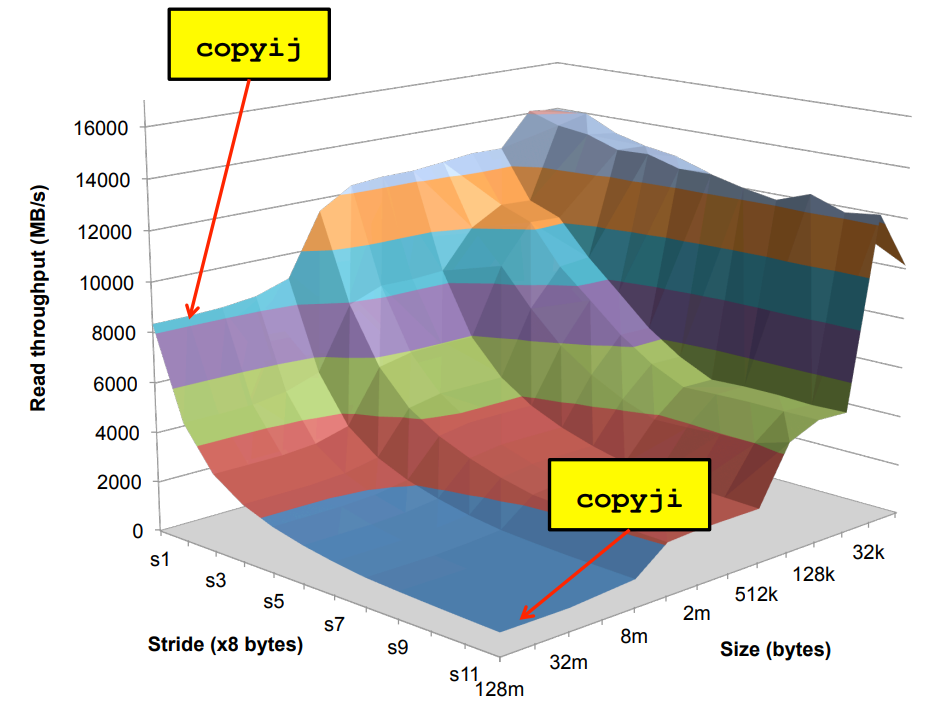 copyij
16000
14000
12000
10000
8000
6000
4000
2000
0
Read throughput (MB/s)
copyji
s1
s3
s5
s7
s9
s11
Stride (x8 bytes)
128m
32m
8m
2m
512k
128k
32k
Size (bytes)